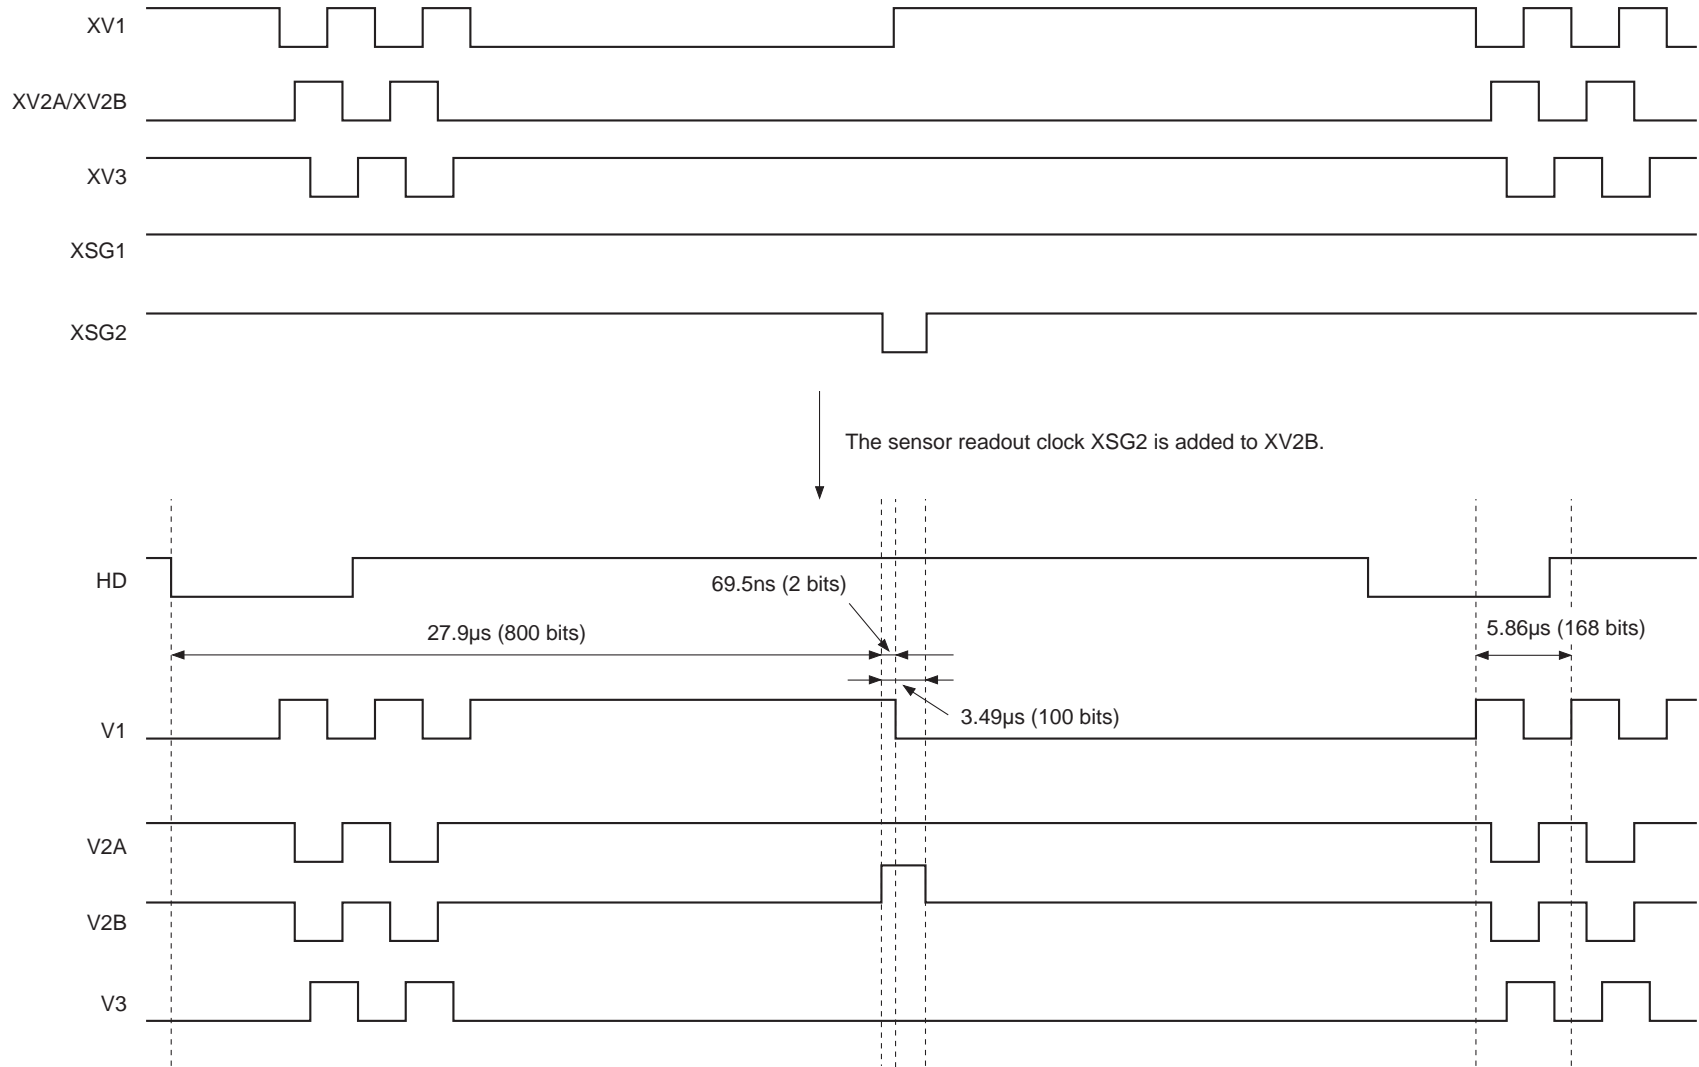 XV1
XV2A/XV2B
XV3
XSG1
XSG2
The sensor readout clock XSG2 is added to XV2B.
HD
69.5ns (2 bits)
27.9μs (800 bits)
5.86μs (168 bits)
3.49μs (100 bits)
V1
V2A
V2B
V3